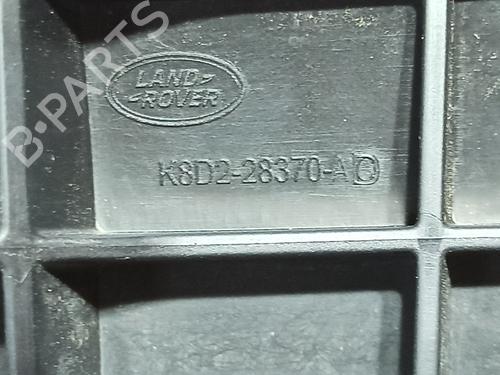 B-PARTS
LAND-
-ROVER
K8D2-28370-AD